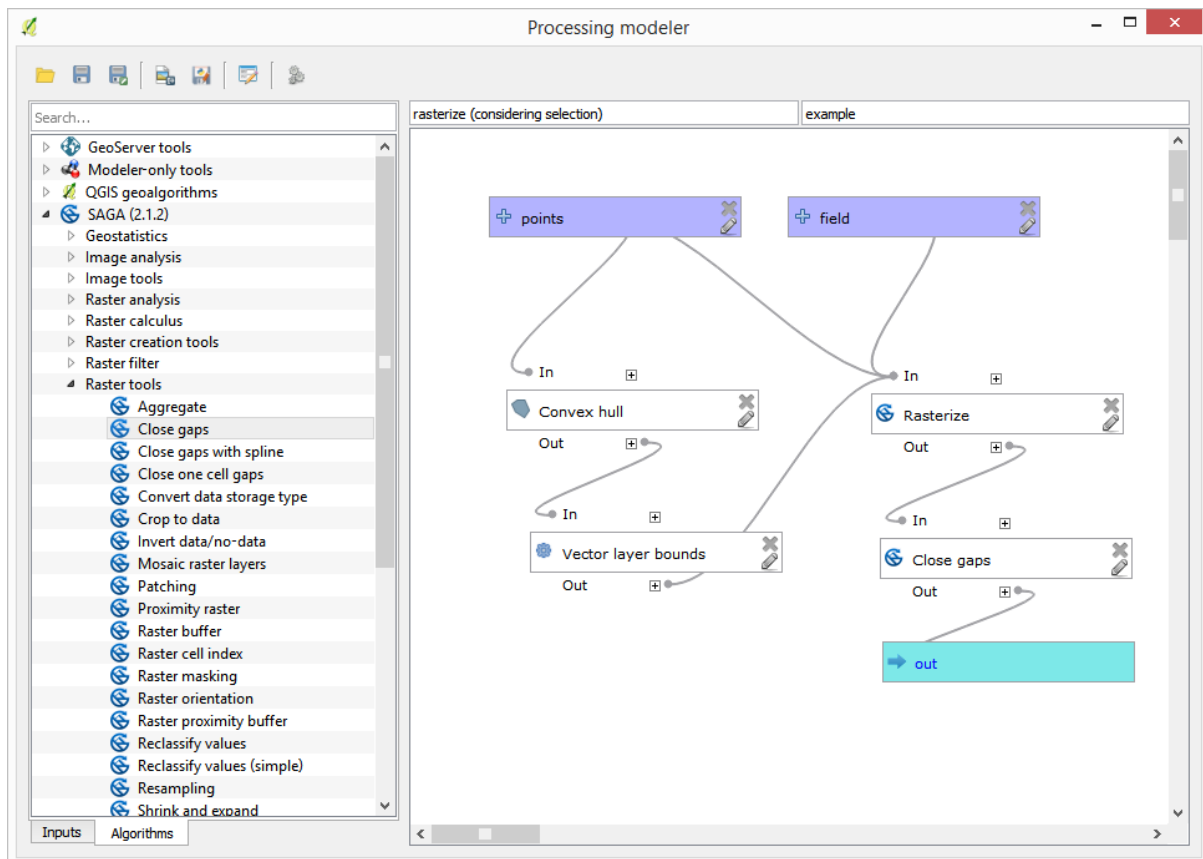 Processing modeler
Search...
GeoServer tools
Modeler-only tools
QGIS geoalgorithms
SAGA (2.1.2)
Geostatistics
Image analysis
Image tools
Raster analysis
Raster calculus
Raster creation tools
Raster filter
Raster tools
Aggregate
Close gaps
Close gaps with spline
Close one cell gaps
Convert data storage type
Crop to data
Invert data/no-data
Mosaic raster layers
Patching
Proximity raster
Raster buffer
Raster cell index
Raster masking
Raster orientation
Raster proximity buffer
Reclassify values
Reclassify values (simple)
Resampling
Shrink and expand
Inputs
Algorithms
rasterize (considering selection)
example
points
field
In
Convex hull
Out
In
Rasterize
Out
In
Vector layer bounds
Out
In
Close gaps
Out
out